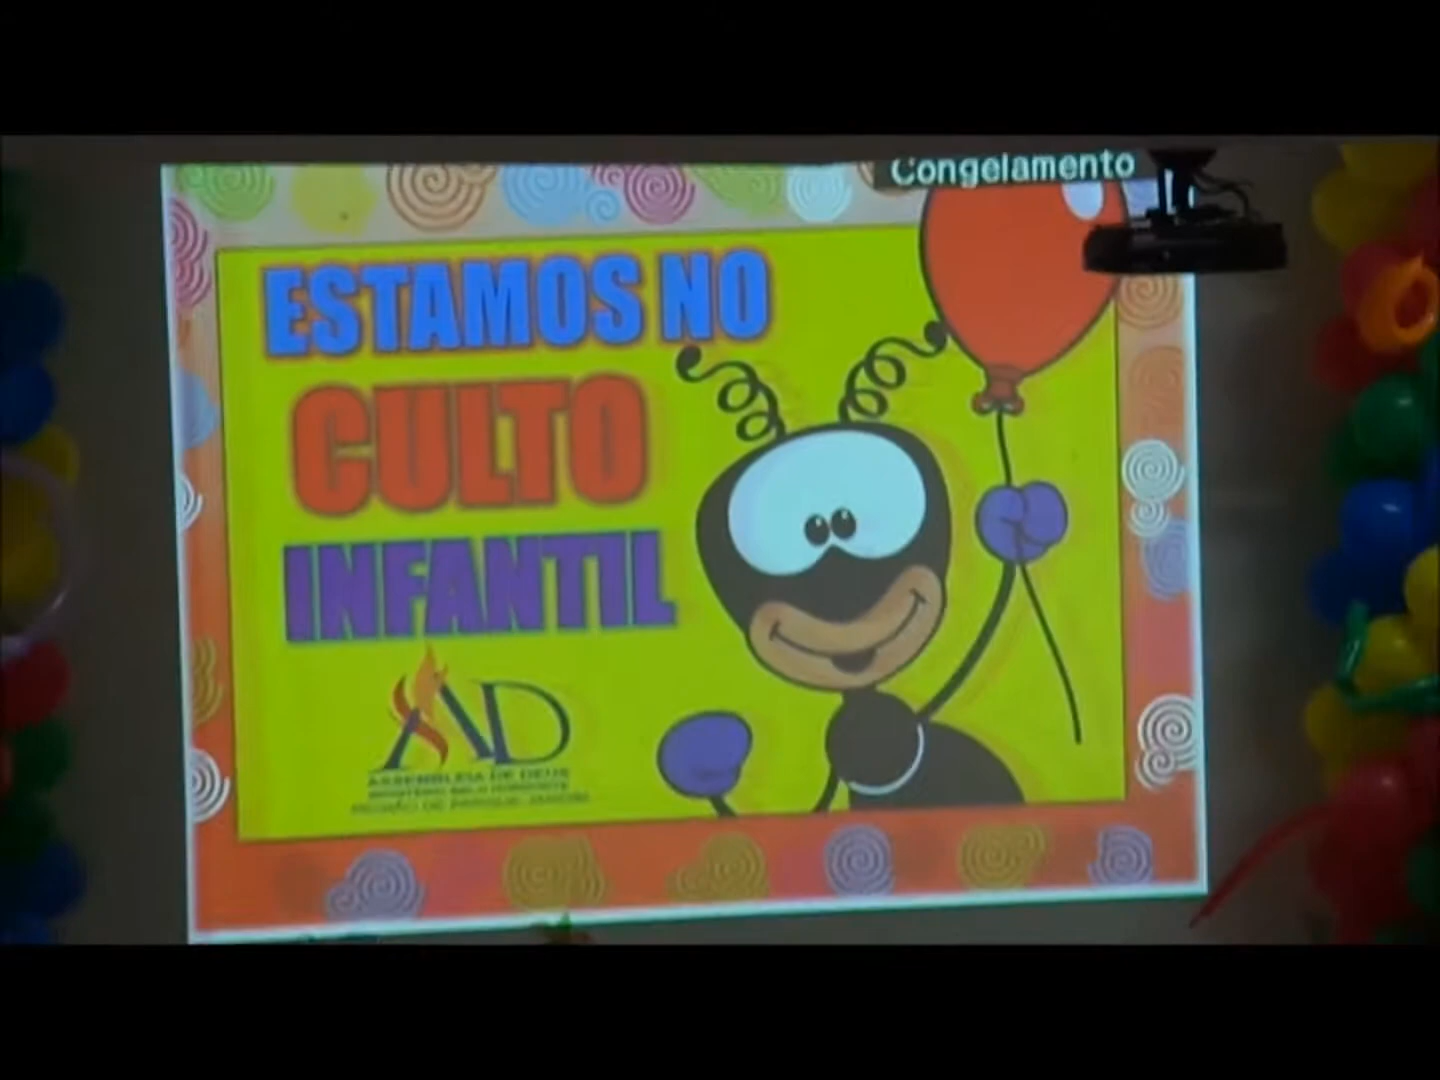 Congelamento
ESTAMOS NO
CULTO
INFANTIL
AD
ASSEMBLEIA DE DEUS